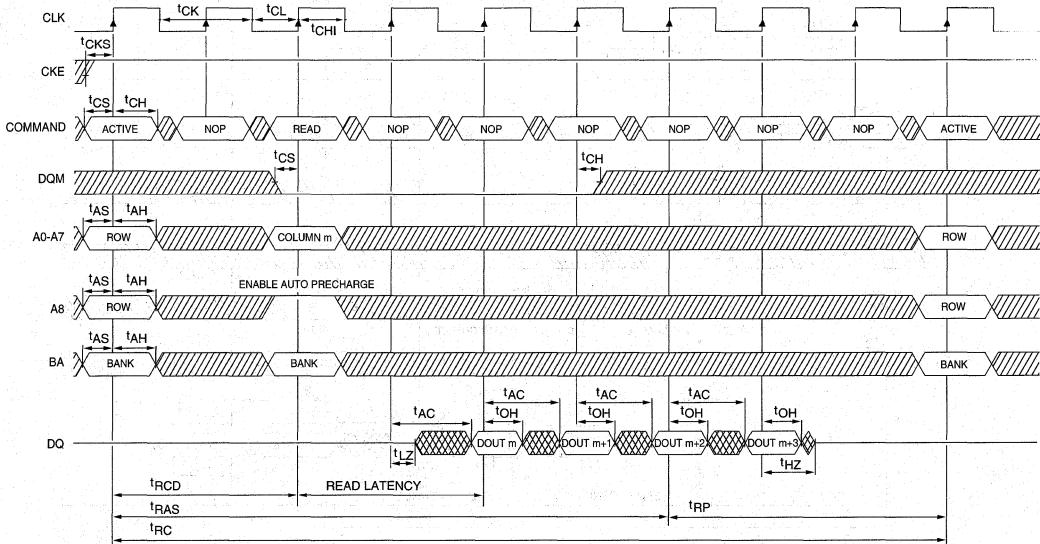 CLK tCK tCL tCHI
tCKS
CKE
tCS tCH
COMMAND ACTIVE NOP READ NOP NOP NOP NOP NOP NOP ACTIVE
tCS tCH
DQM
tAS tAH
A0-A7 ROW COLUMN m ROW
ENABLE AUTO PRECHARGE
tAS tAH
A8 ROW ROW
tAS tAH
BA BANK BANK BANK
tAC tAC tAC tAC
tOH tOH tOH tOH
DQ DOUT m DOUT m+1 DOUT m+2 DOUT m+3
tLZ tHZ
tRCD READ LATENCY
tRAS tRP
tRC